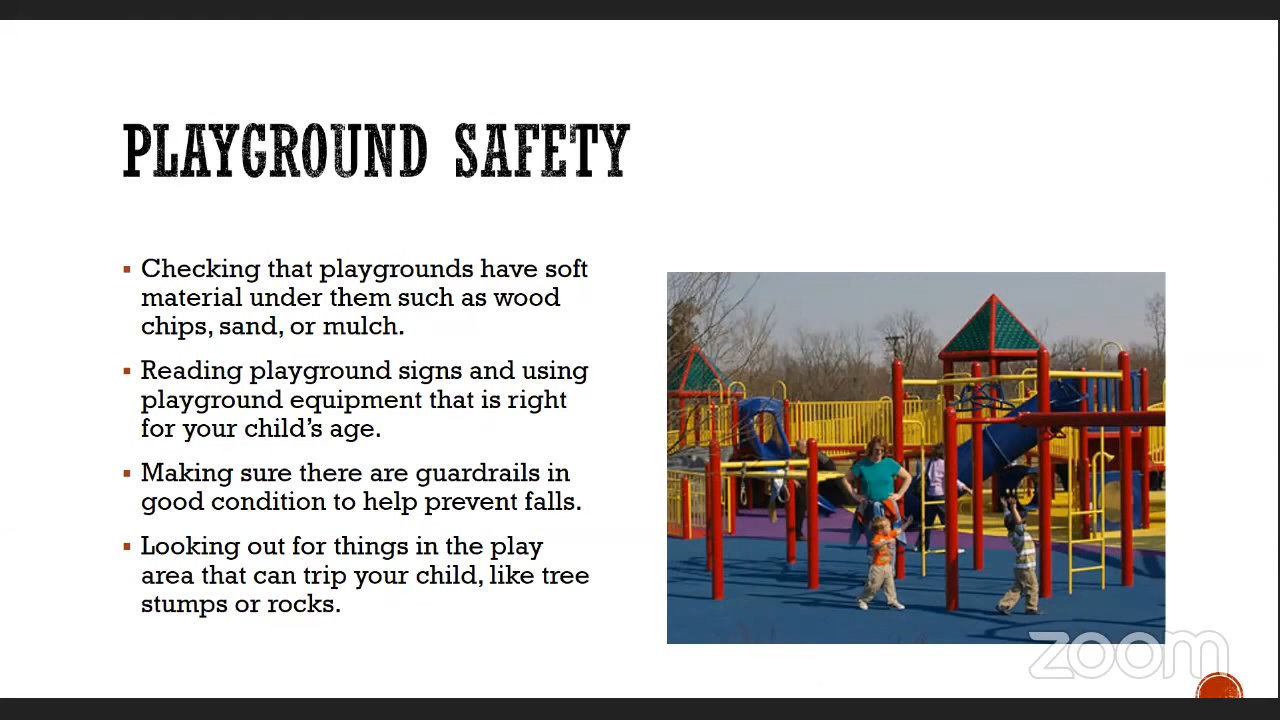 PLAYGROUND SAFETY
▪ Checking that playgrounds have soft
material under them such as wood
chips, sand, or mulch.
▪ Reading playground signs and using
playground equipment that is right
for your child's age.
▪ Making sure there are guardrails in
good condition to help prevent falls.
▪ Looking out for things in the play
area that can trip your child, like tree
stumps or rocks.
zoom